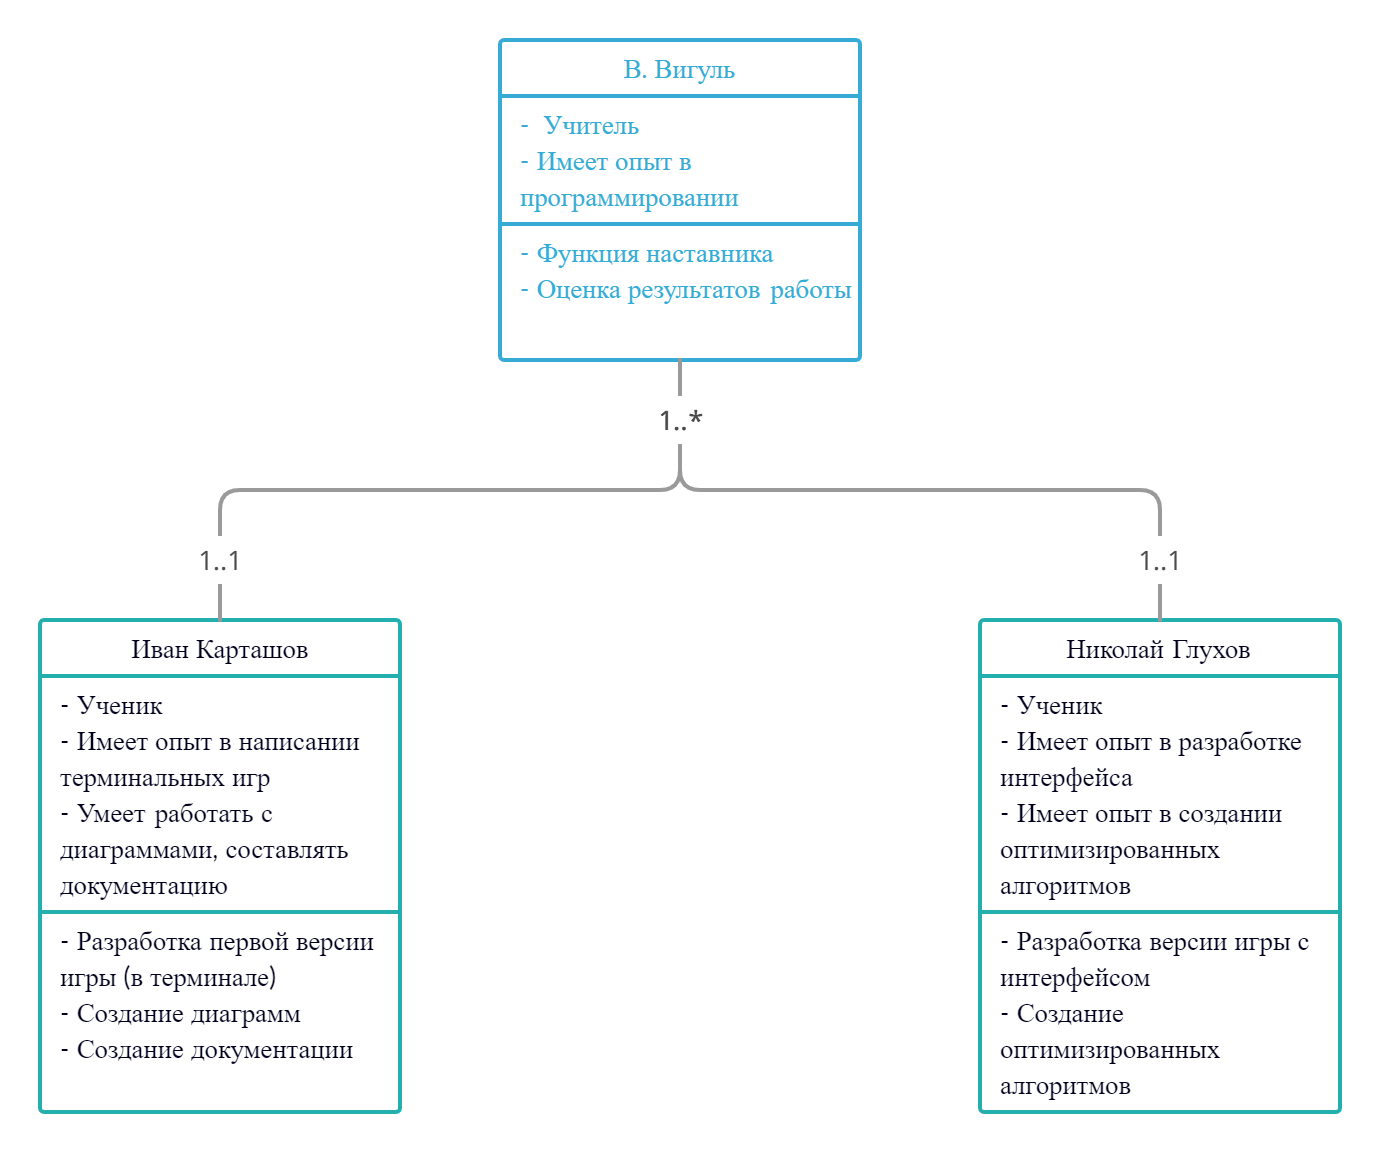 В. Вигуль
- Учитель
- Имеет опыт в
программировании
- Функция наставника
- Оценка результатов работы
1..*
1..1
1..1
Иван Карташов
- Ученик
- Имеет опыт в написании
терминальных игр
- Умеет работать с
диаграммами, составлять
документацию
- Разработка первой версии
игры (в терминале)
- Создание диаграмм
- Создание документации
Николай Глухов
- Ученик
- Имеет опыт в разработке
интерфейса
- Имеет опыт в создании
оптимизированных
алгоритмов
- Разработка версии игры с
интерфейсом
- Создание
оптимизированных
алгоритмов